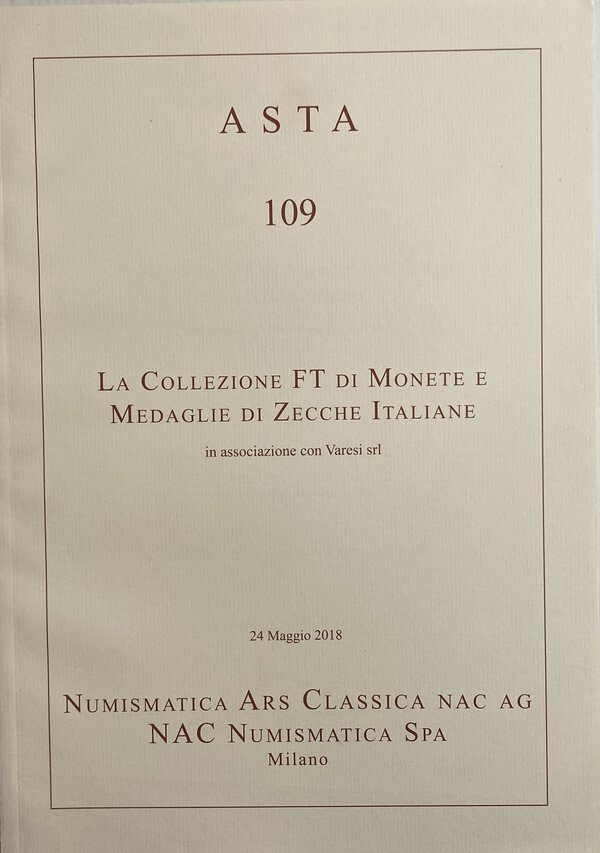 ASTA
109
La Collezione FT di Monete e
Medaglie di Zecche Italiane
in associazione con Varesi srl
24 Maggio 2018
Numismatica Ars Classica nac ag
NAC Numismatica Spa
Milano